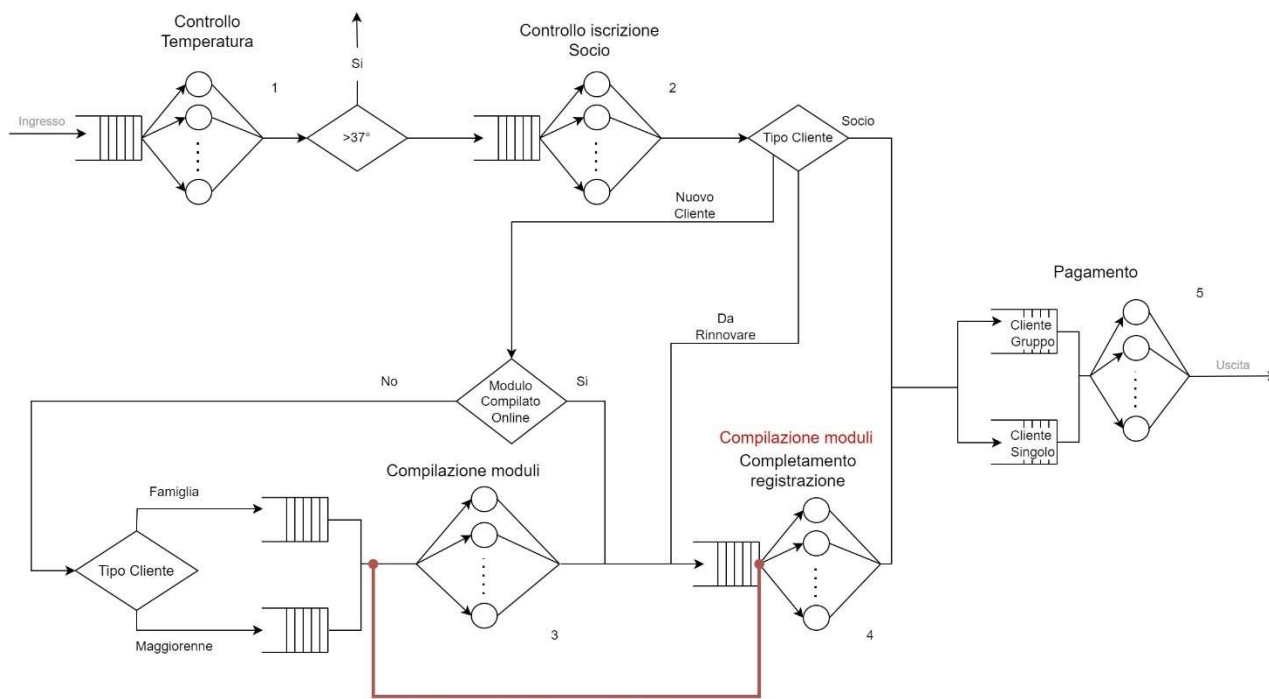 Controllo
Temperatura
1
Si
Controllo iscrizione
Socio
2
Ingresso
>37°
Tipo Cliente
Socio
Nuovo
Cliente
Da
Rinnovare
Pagamento
5
Cliente
Gruppo
Uscita
Cliente
Singolo
No
Modulo
Compilato
Online
Si
Compilazione moduli
Completamento
registrazione
Compilazione moduli
Famiglia
Tipo Cliente
Maggiorenne
3
4